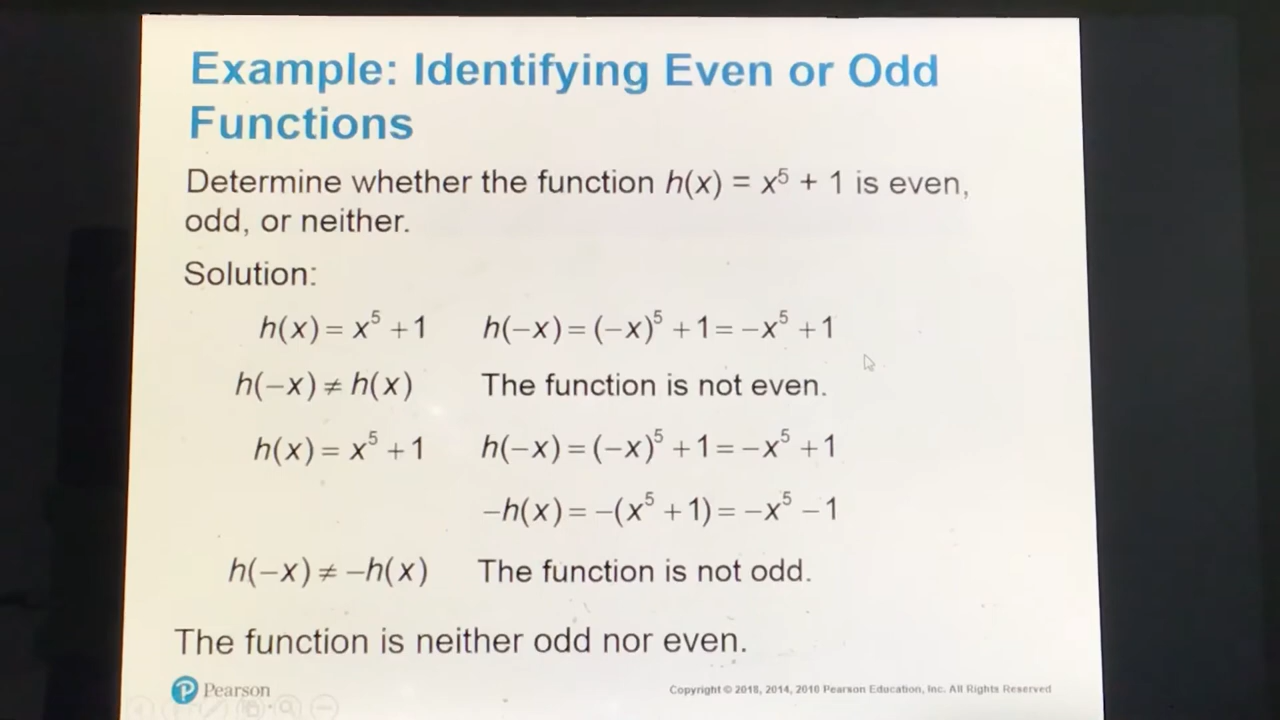 Example: Identifying Even or Odd
Functions
Determine whether the function h(x) = x⁵ + 1 is even,
odd, or neither.
Solution:
h(x) = x⁵ + 1 h(−x) = (−x)⁵ + 1 = −x⁵ + 1
h(−x) ≠ h(x) The function is not even.
h(x) = x⁵ + 1 h(−x) = (−x)⁵ + 1 = −x⁵ + 1
−h(x) = −(x⁵ + 1) = −x⁵ − 1
h(−x) ≠ −h(x) The function is not odd.
The function is neither odd nor even.
P Pearson
Copyright © 2018, 2014, 2010 Pearson Education, Inc. All Rights Reserved